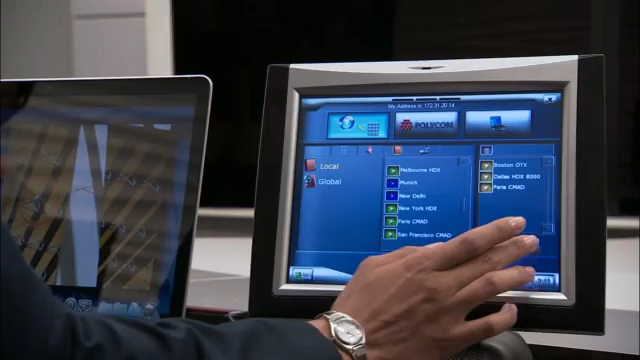 My Address is: 172.31.20.14
POLYCOM
Local
Global
Melbourne HDX
Munich
New Delhi
New York HDX
Paris CMAD
San Francisco CMAD
Boston OTX
Dallas HDX 8000
Paris CMAD